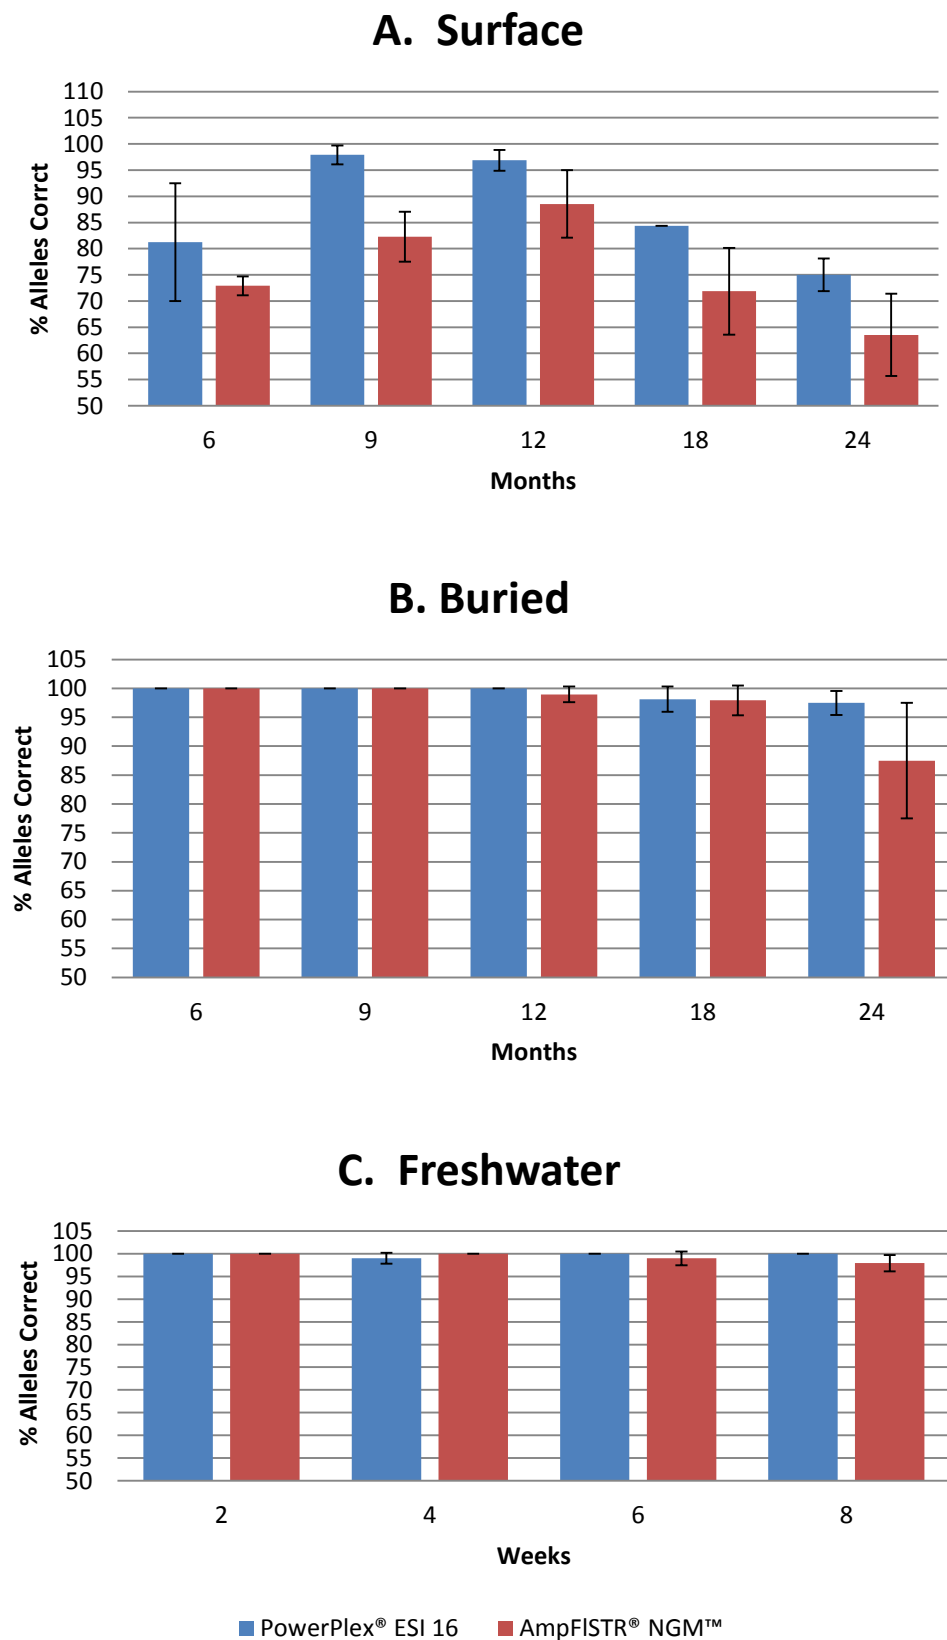 A.  Surface
110
105
100
95
90
85
80
75
70
65
60
55
50
% Alleles Corrct
6 9 12 18 24
Months
B. Buried
105
100
95
90
85
80
75
70
65
60
55
50
% Alleles Correct
6 9 12 18 24
Months
C.  Freshwater
105
100
95
90
85
80
75
70
65
60
55
50
% Alleles Correct
2 4 6 8
Weeks
PowerPlex® ESI 16 AmpFlSTR® NGM™